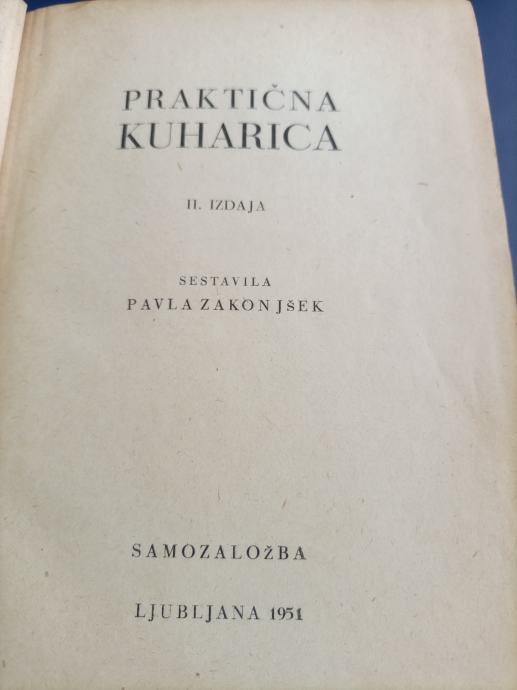 PRAKTIČNA
KUHARICA
II. IZDAJA
SESTAVILA
PAVLA ZAKONJŠEK
SAMOZALOŽBA
LJUBLJANA 1951